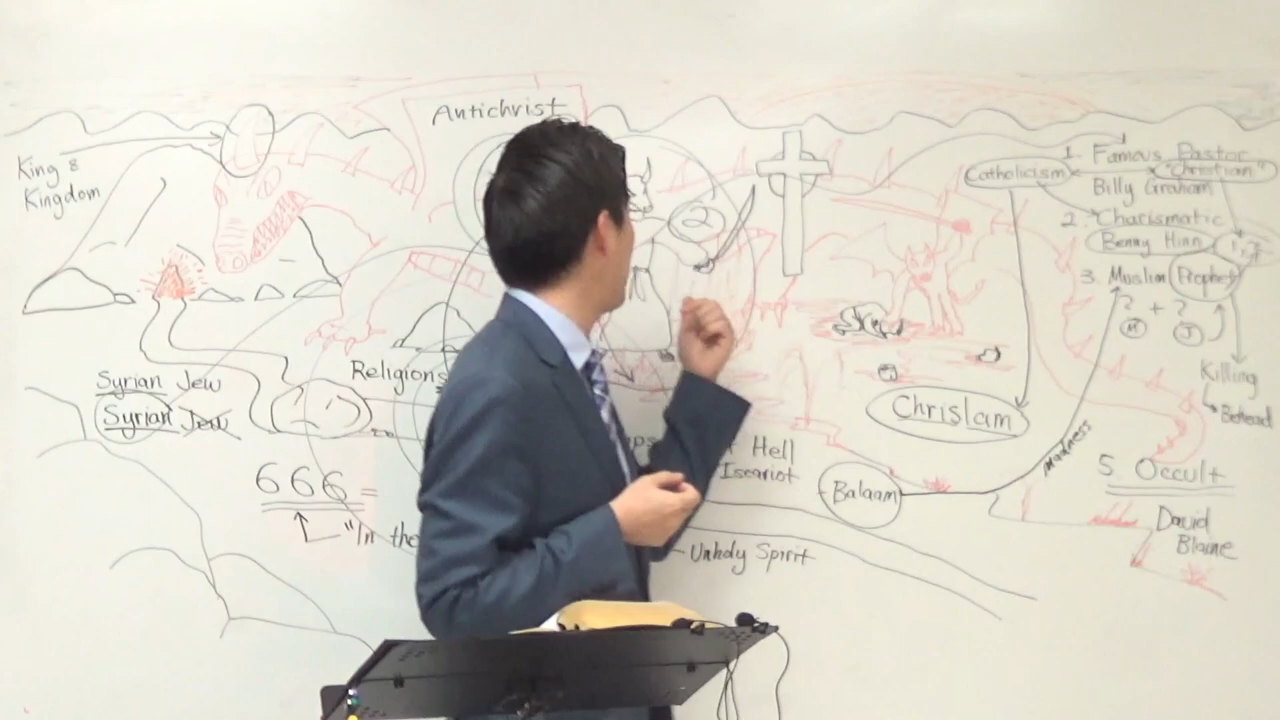 Antichrist
King &
Kingdom
1. Famous Pastor
Catholicism
"Christian"
Billy Graham
2. Charismatic
Benny Hinn
2
3. Muslim Prophet
? + ?
M J
Killing
Behead
Religions
Syrian Jew
Syrian Jew
Chrislam
Hell
Iscariot
madness
5 Occult
666 =
Balaam
David
Blaine
"In the
Unholy Spirit